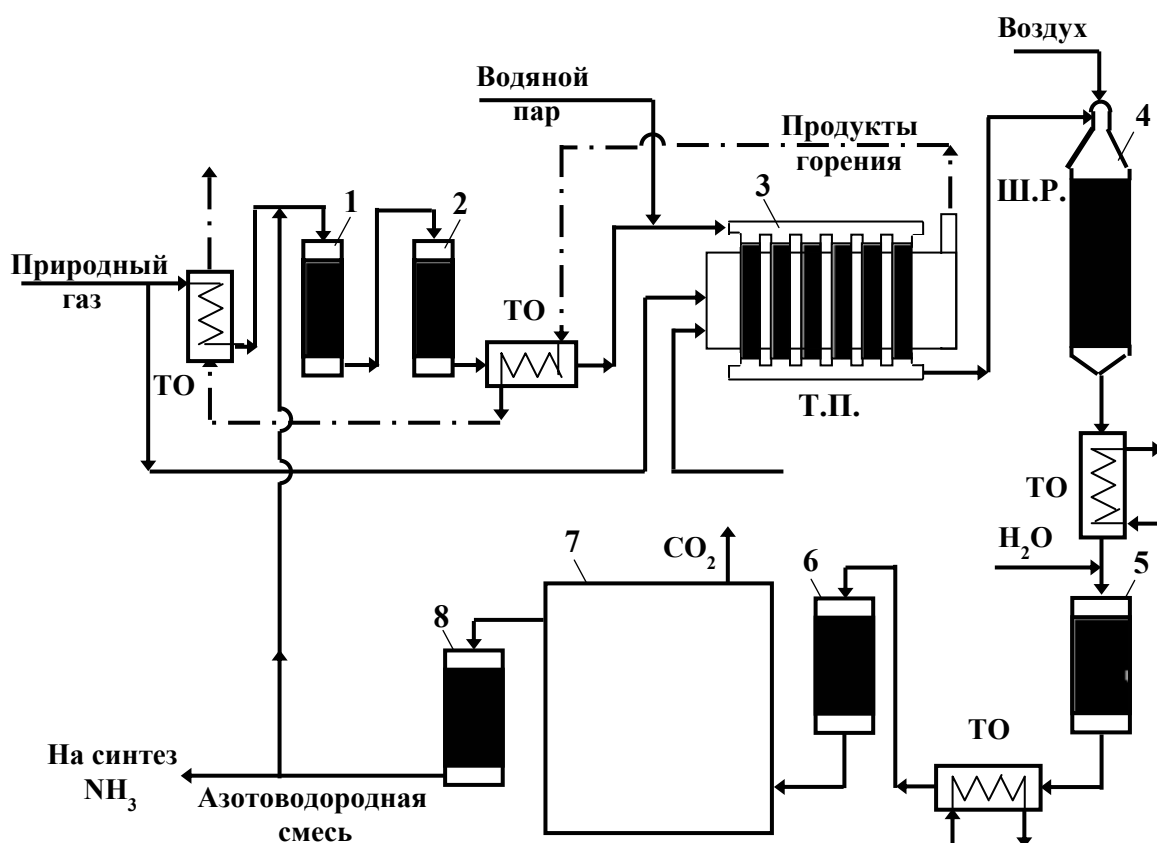 Воздух
Водяной
пар
4
Продукты
горения
3
Ш.Р.
1
2
Природный
газ
ТО
ТО
Т.П.
ТО
H₂O
5
7
CO₂
6
8
ТО
На синтез
NH₃
Азотоводородная
смесь